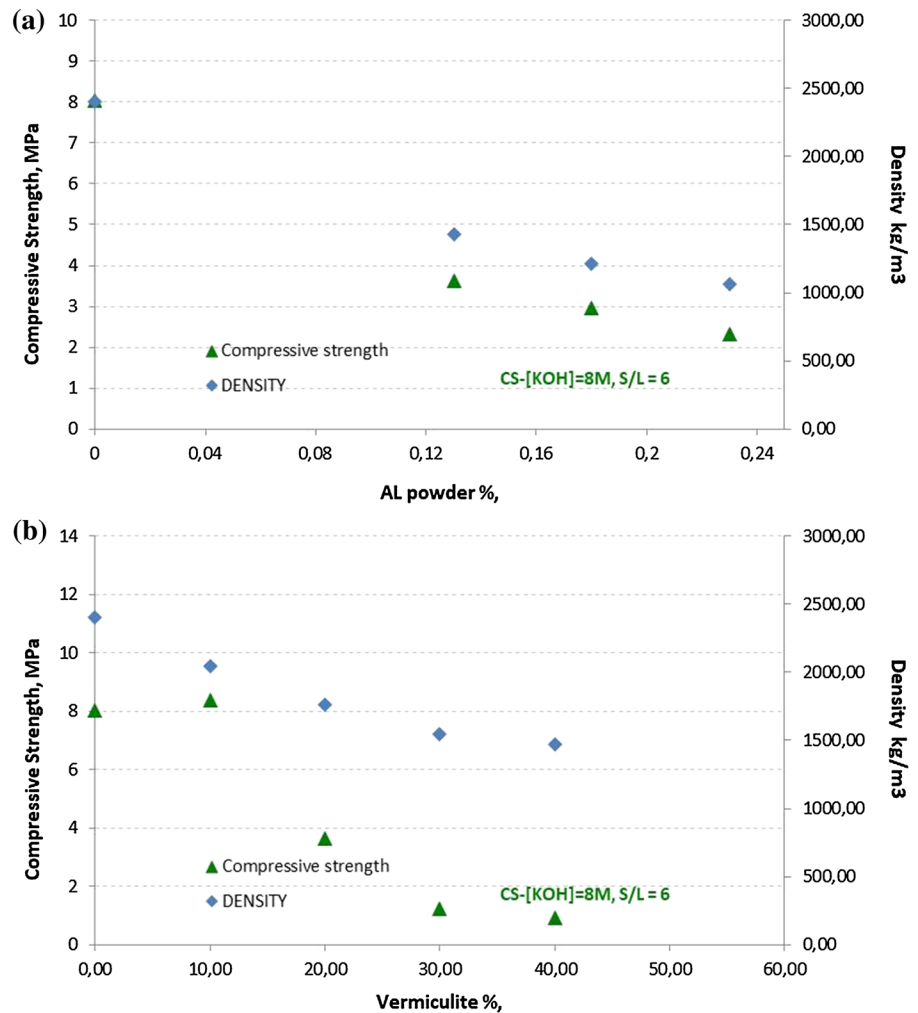 (a)
10
9
8
7
6
5
4
3
2
1
0
Compressive Strength, MPa
3000,00
2500,00
2000,00
1500,00
1000,00
500,00
0,00
Density kg/m3
Compressive strength
DENSITY
CS-[KOH]=8M, S/L = 6
0 0,04 0,08 0,12 0,16 0,2 0,24
AL powder %,
(b)
14
12
10
8
6
4
2
0
Compressive Strength, MPa
3000,00
2500,00
2000,00
1500,00
1000,00
500,00
0,00
Density kg/m3
Compressive strength
DENSITY
CS-[KOH]=8M, S/L = 6
0,00 10,00 20,00 30,00 40,00 50,00 60,00
Vermiculite %,